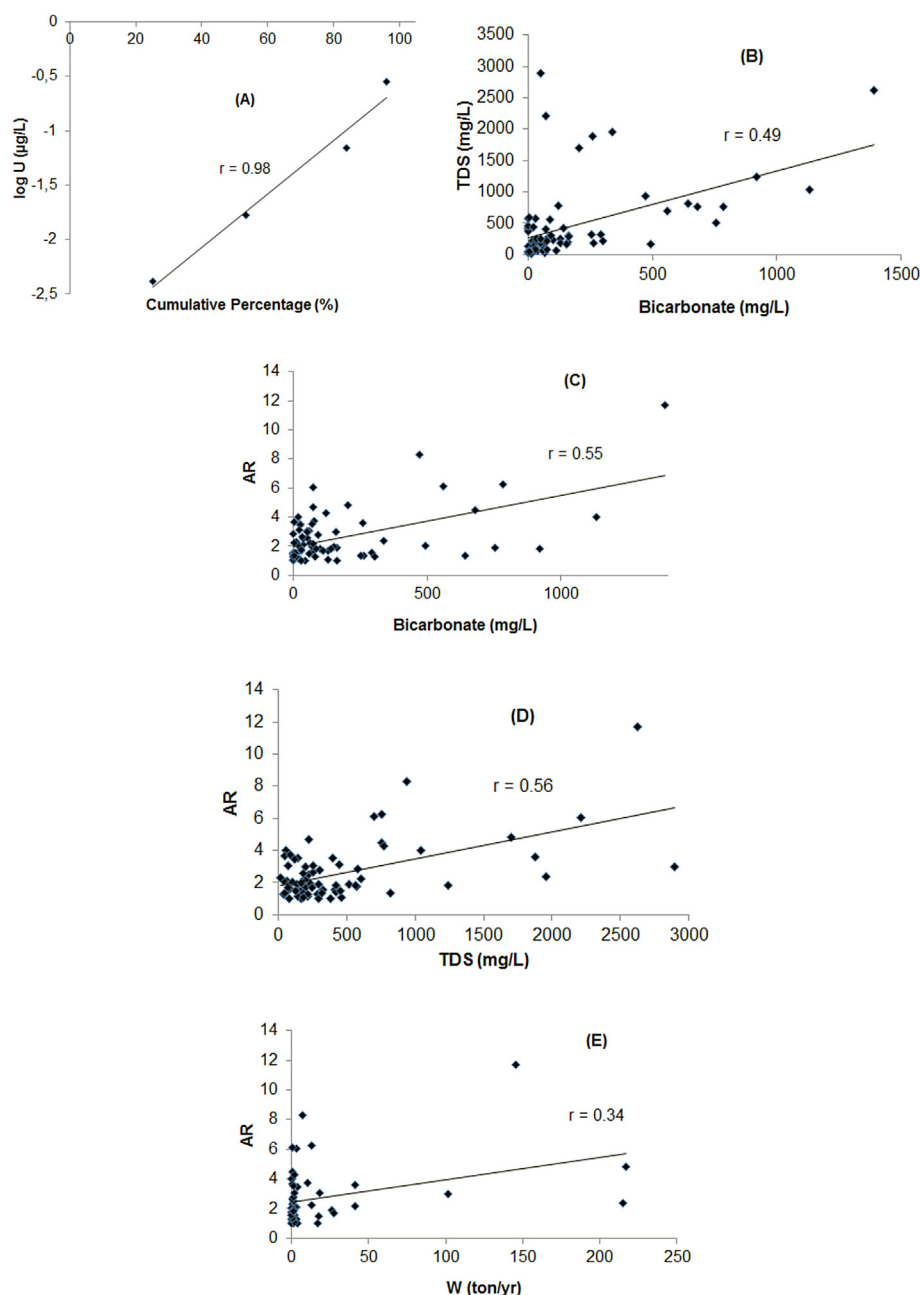 0 20 40 60 80 100
0
-0,5
-1
-1,5
-2
-2,5
log U (µg/L)
(A)
r = 0.98
Cumulative Percentage (%)
3500
3000
2500
2000
1500
1000
500
0
TDS (mg/L)
(B)
r = 0.49
0 500 1000 1500
Bicarbonate (mg/L)
14
12
10
8
6
4
2
0
AR
(C)
r = 0.55
0 500 1000
Bicarbonate (mg/L)
14
12
10
8
6
4
2
0
AR
(D)
r = 0.56
0 500 1000 1500 2000 2500 3000
TDS (mg/L)
14
12
10
8
6
4
2
0
AR
(E)
r = 0.34
0 50 100 150 200 250
W (ton/yr)